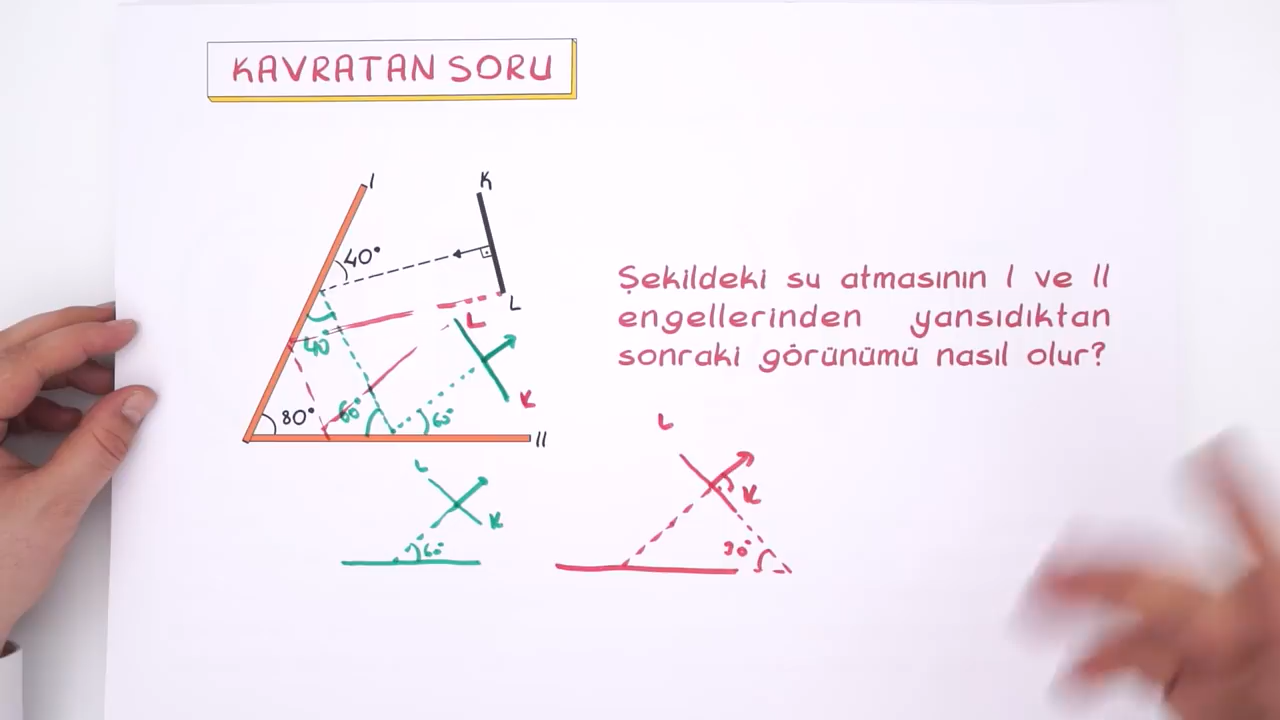 KAVRATAN SORU
I
K
40°
L
L
40°
K
80°
60°
60°
II
Şekildeki su atmasının I ve II
engellerinden yansıdıktan
sonraki görünümü nasıl olur?
L
K
60°
L
K
30°